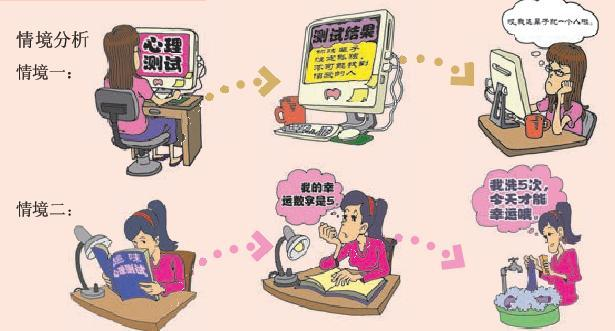 情境分析
情境一：
心理
测试
测试结果
你这辈子
注定孤独，
不可能找到
爱的人
我这辈子一个人啦。
情境二：
趣味
心理测试
我的幸
运数字是5
我洗5次，
今天才能
幸运哦。